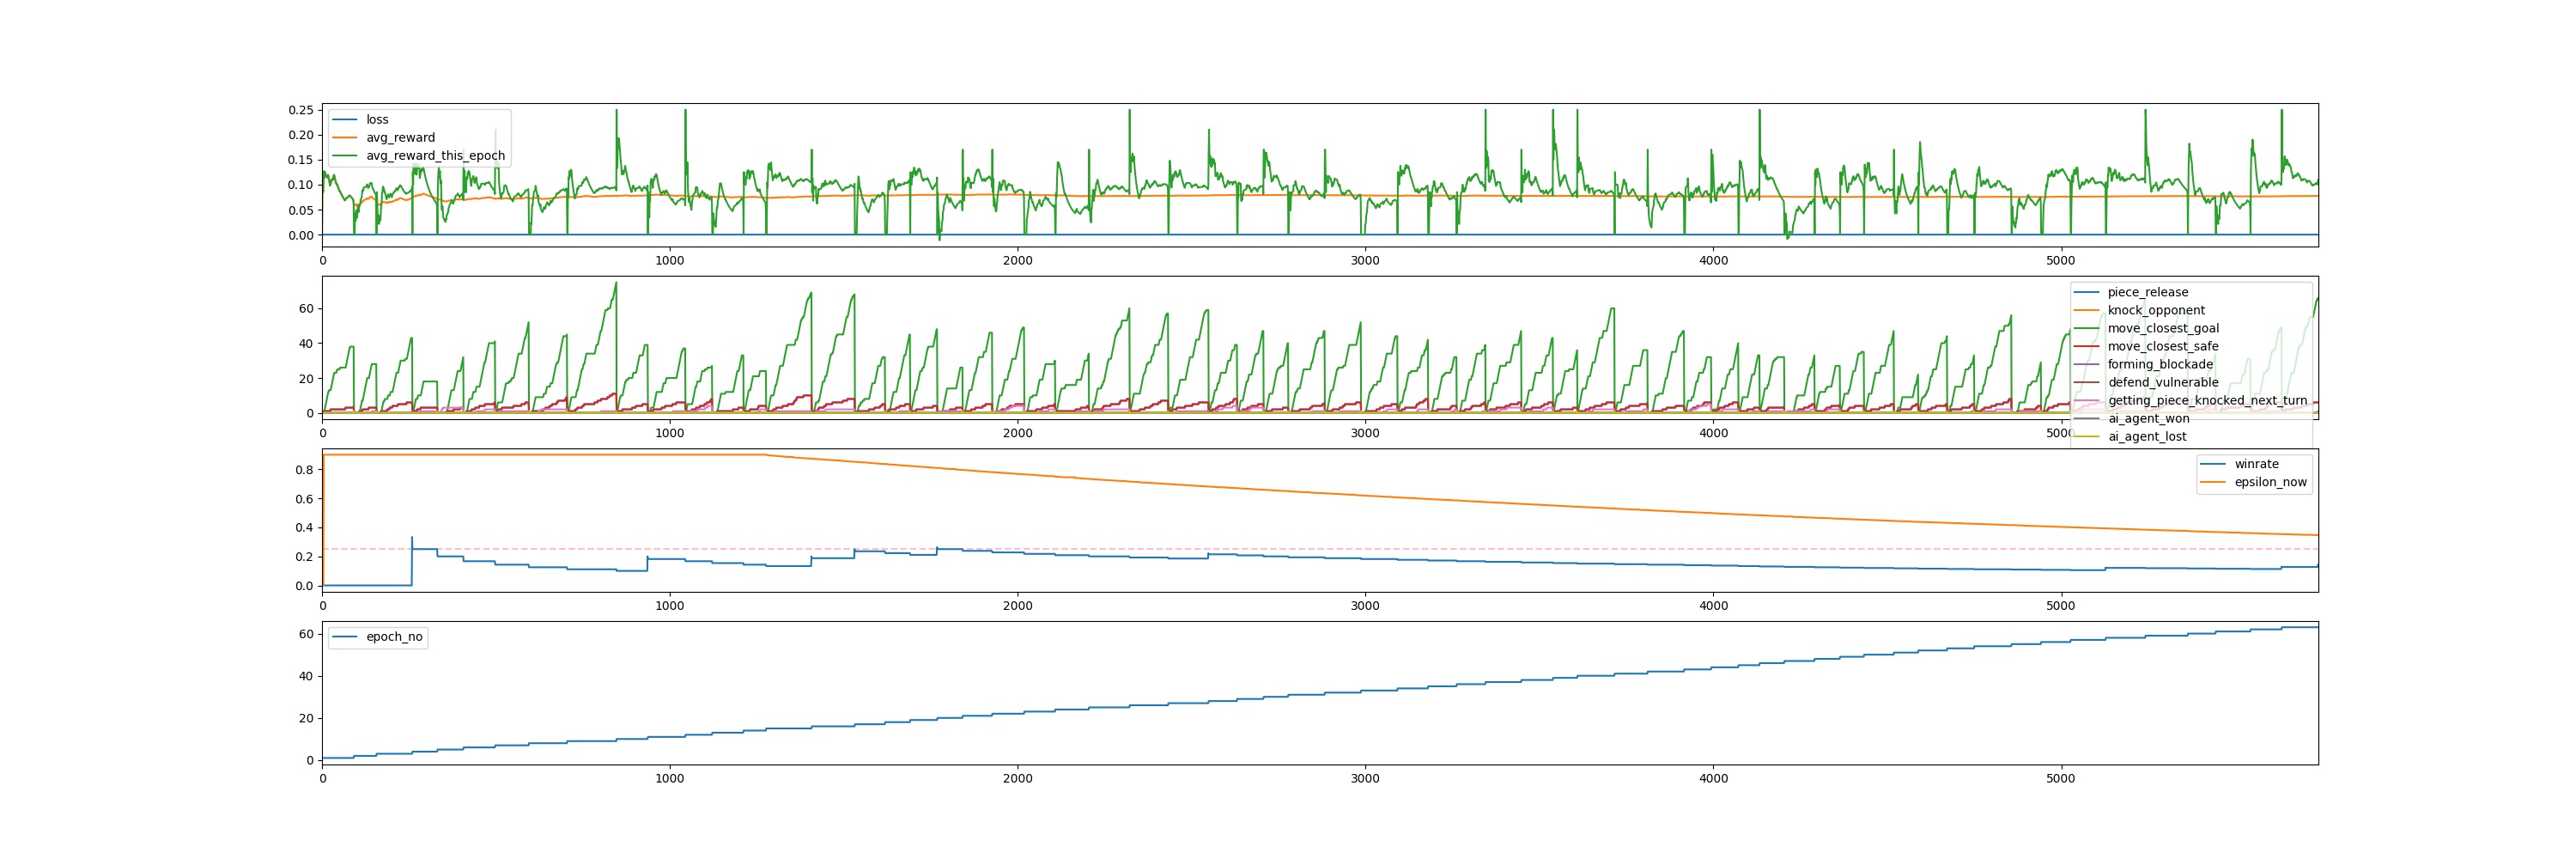 0.25
0.20
0.15
0.10
0.05
0.00
loss
avg_reward
avg_reward_this_epoch
0 1000 2000 3000 4000 5000
60
40
20
0
piece_release
knock_opponent
move_closest_goal
move_closest_safe
forming_blockade
defend_vulnerable
getting_piece_knocked_next_turn
ai_agent_won
ai_agent_lost
0 1000 2000 3000 4000 5000
0.8
0.6
0.4
0.2
0.0
winrate
epsilon_now
0 1000 2000 3000 4000 5000
60
40
20
0
epoch_no
0 1000 2000 3000 4000 5000